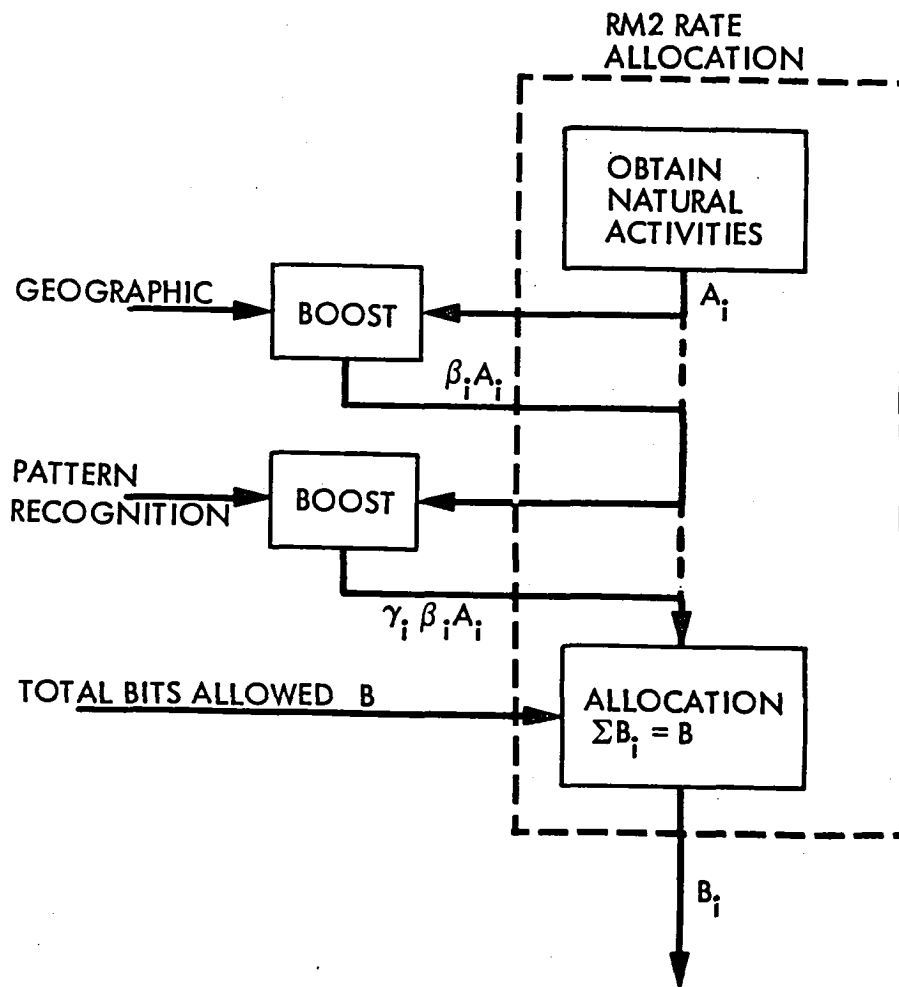 RM2 RATE
ALLOCATION
OBTAIN
NATURAL
ACTIVITIES
A_i
GEOGRAPHIC
BOOST
β_i A_i
PATTERN
RECOGNITION
BOOST
γ_i β_i A_i
TOTAL BITS ALLOWED B
ALLOCATION
ΣB_i = B
B_i